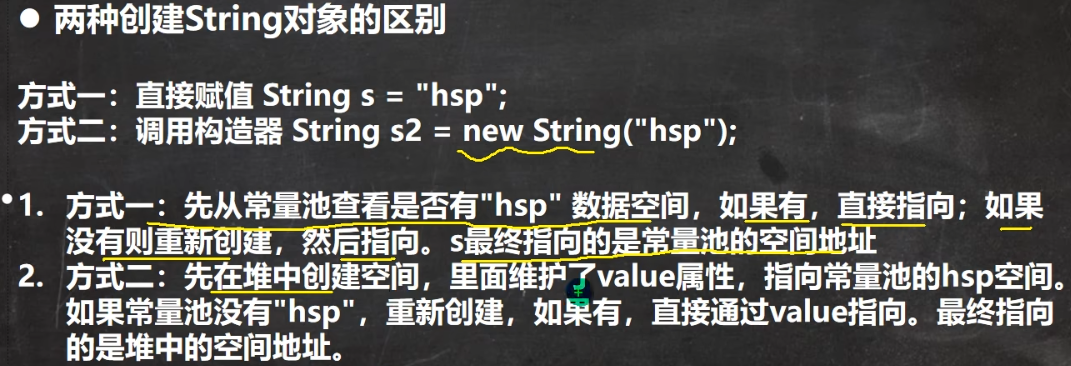 ● 两种创建String对象的区别
方式一：直接赋值 String s = "hsp";
方式二：调用构造器 String s2 = new String("hsp");
1. 方式一：先从常量池查看是否有"hsp" 数据空间，如果有，直接指向；如果
没有则重新创建，然后指向。s最终指向的是常量池的空间地址
2. 方式二：先在堆中创建空间，里面维护了value属性，指向常量池的hsp空间。
如果常量池没有"hsp"，重新创建，如果有，直接通过value指向。最终指向
的是堆中的空间地址。